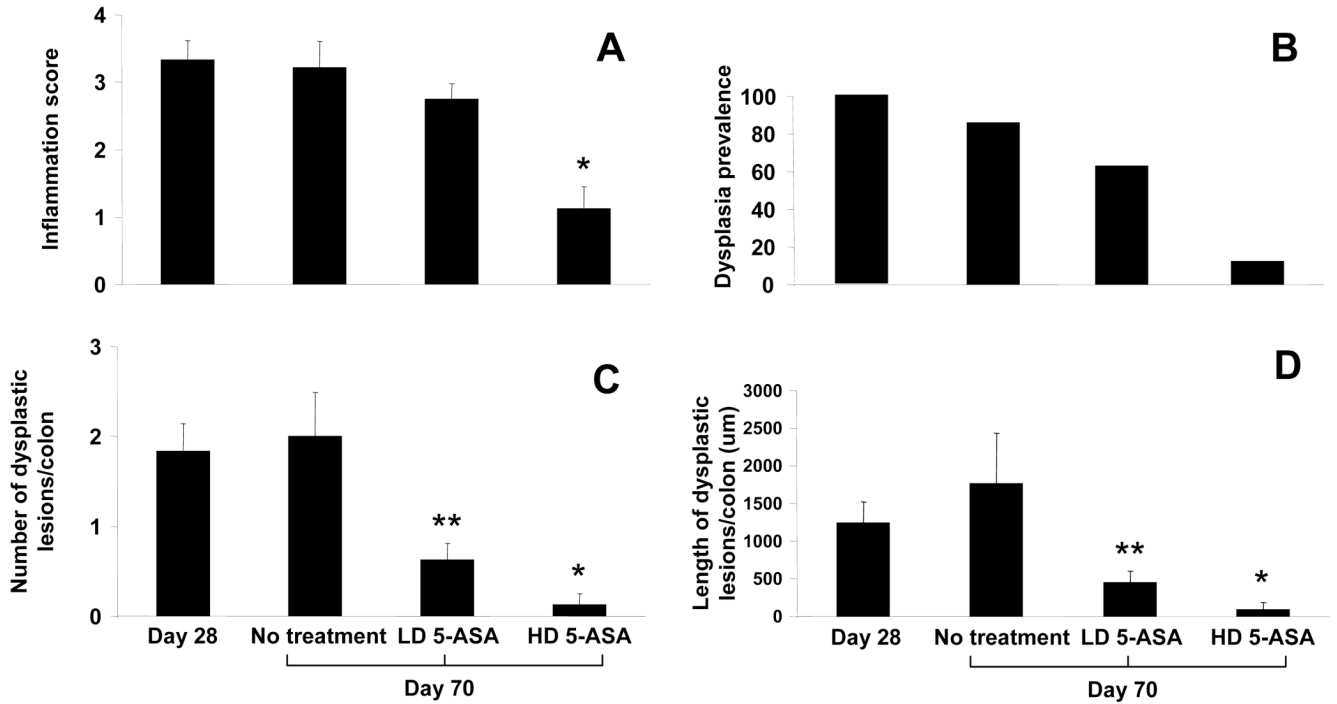 A
Inflammation score
4
3
2
1
0
*
B
Dysplasia prevalence
100
80
60
40
20
0
C
Number of dysplastic
lesions/colon
3
2
1
0
**
*
Day 28 No treatment LD 5-ASA HD 5-ASA
Day 70
D
Length of dysplastic
lesions/colon (um)
3000
2500
2000
1500
1000
500
0
**
*
Day 28 No treatment LD 5-ASA HD 5-ASA
Day 70